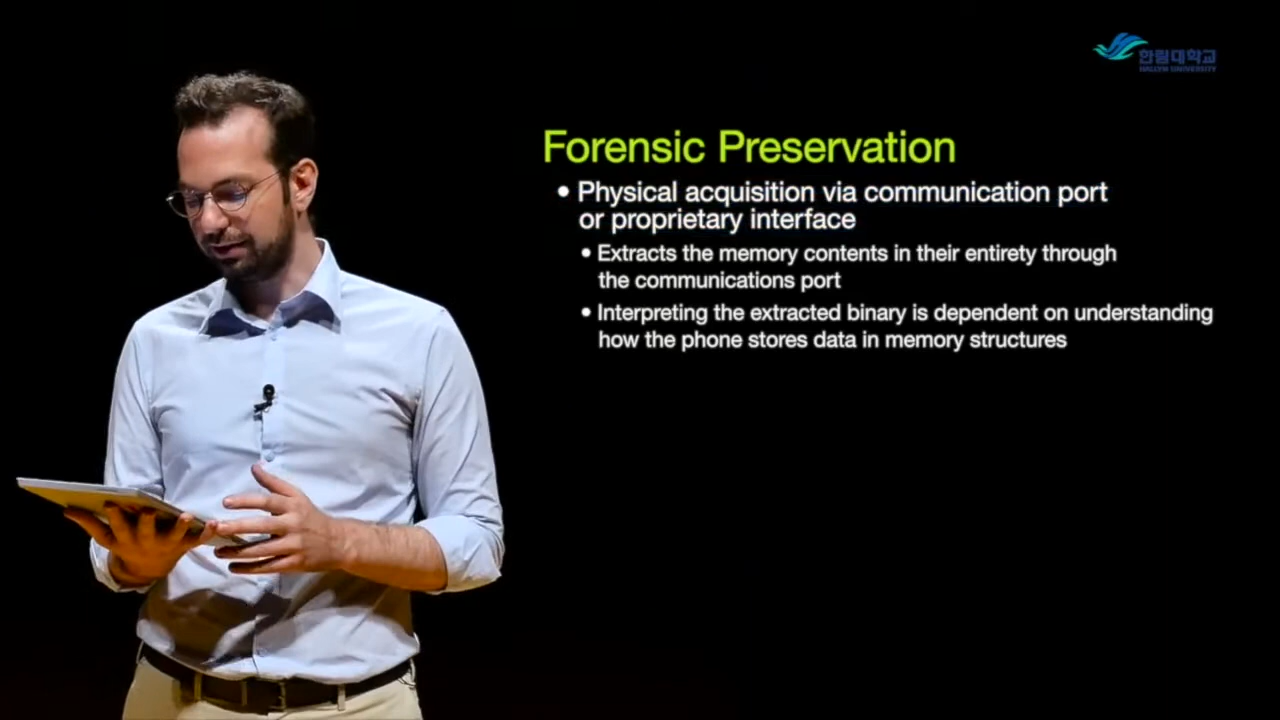 한림대학교
HALLYM UNIVERSITY
Forensic Preservation
• Physical acquisition via communication port
or proprietary interface
• Extracts the memory contents in their entirety through
the communications port
• Interpreting the extracted binary is dependent on understanding
how the phone stores data in memory structures